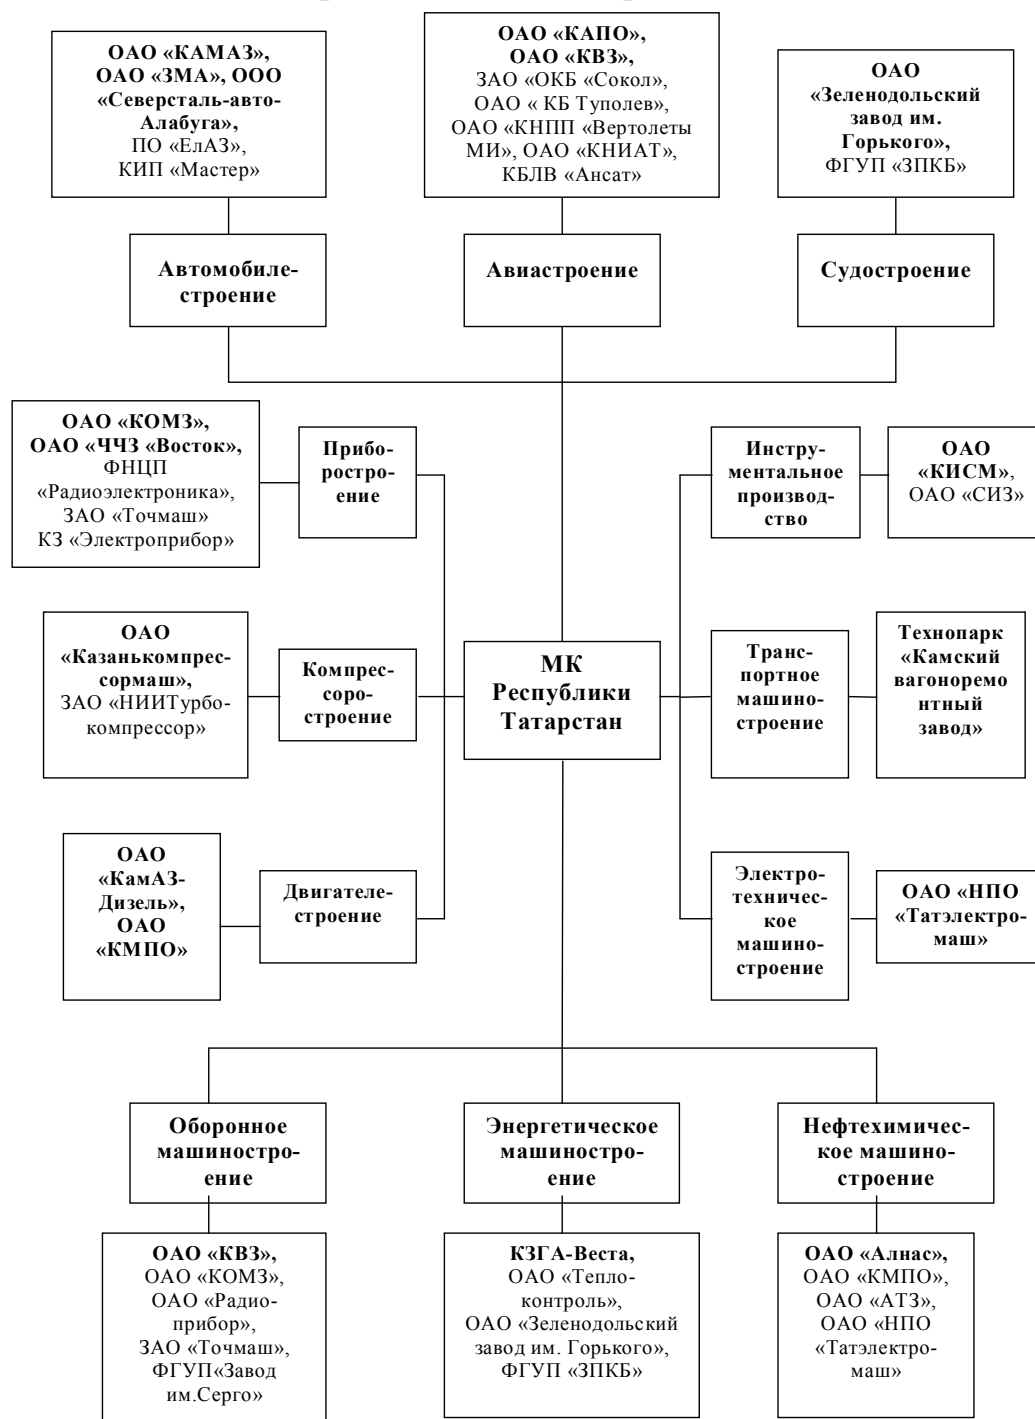 ОАО «КАМАЗ»,
ОАО «ЗМА», ООО
«Северсталь-авто-
Алабуга»,
ПО «ЕлАЗ»,
КИП «Мастер»
ОАО «КАПО»,
ОАО «КВЗ»,
ЗАО «ОКБ «Сокол»,
ОАО « КБ Туполев»,
ОАО «КНПП «Вертолеты
МИ», ОАО «КНИАТ»,
КБЛВ «Ансат»
ОАО
«Зеленодольский
завод им.
Горького»,
ФГУП «ЗПКБ»
Автомобиле-
строение
Авиастроение
Судостроение
ОАО «КОМЗ»,
ОАО «ЧЧЗ «Восток»,
ФНЦП
«Радиоэлектроника»,
ЗАО «Точмаш»
КЗ «Электроприбор»
Прибо-
ростро-
ение
Инстру-
ментальное
производ-
ство
ОАО
«КИСМ»,
ОАО «СИЗ»
ОАО
«Казанькомпрес-
сормаш»,
ЗАО «НИИТурбо-
компрессор»
Компрес-
соро-
строение
МК
Республики
Татарстан
Транс-
портное
машино-
строение
Технопарк
«Камский
вагоноремо
нтный
завод»
ОАО
«КамАЗ-
Дизель»,
ОАО
«КМПО»
Двигателе-
строение
Электро-
техничес-
кое
машино-
строение
ОАО «НПО
«Татэлектро-
маш»
Оборонное
машиностро-
ение
Энергетическое
машинострo-
ение
Нефтехимичес-
кое машино-
строение
ОАО «КВЗ»,
ОАО «КОМЗ»,
ОАО «Радио-
прибор»,
ЗАО «Точмаш»,
ФГУП«Завод
им.Серго»
КЗГА-Веста,
ОАО «Тепло-
контроль»,
ОАО «Зеленодольский
завод им. Горького»,
ФГУП «ЗПКБ»
ОАО «Алнас»,
ОАО «КМПО»,
ОАО «АТЗ»,
ОАО «НПО
«Татэлектро-
маш»